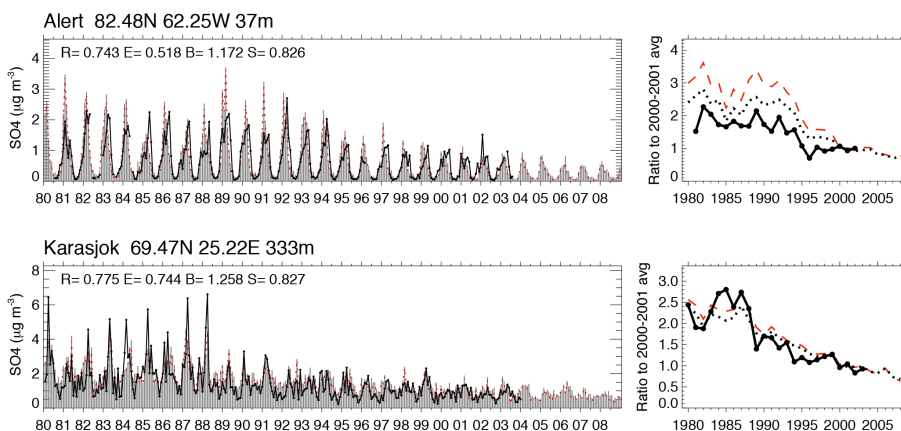 Alert 82.48N 62.25W 37m
R= 0.743 E= 0.518 B= 1.172 S= 0.826
SO4 (μg m-3)
4
3
2
1
0
80 81 82 83 84 85 86 87 88 89 90 91 92 93 94 95 96 97 98 99 00 01 02 03 04 05 06 07 08
Ratio to 2000-2001 avg
4
3
2
1
0
1980 1985 1990 1995 2000 2005
Karasjok 69.47N 25.22E 333m
R= 0.775 E= 0.744 B= 1.258 S= 0.827
SO4 (μg m-3)
8
6
4
2
0
80 81 82 83 84 85 86 87 88 89 90 91 92 93 94 95 96 97 98 99 00 01 02 03 04 05 06 07 08
Ratio to 2000-2001 avg
3.0
2.5
2.0
1.5
1.0
0.5
0.0
1980 1985 1990 1995 2000 2005